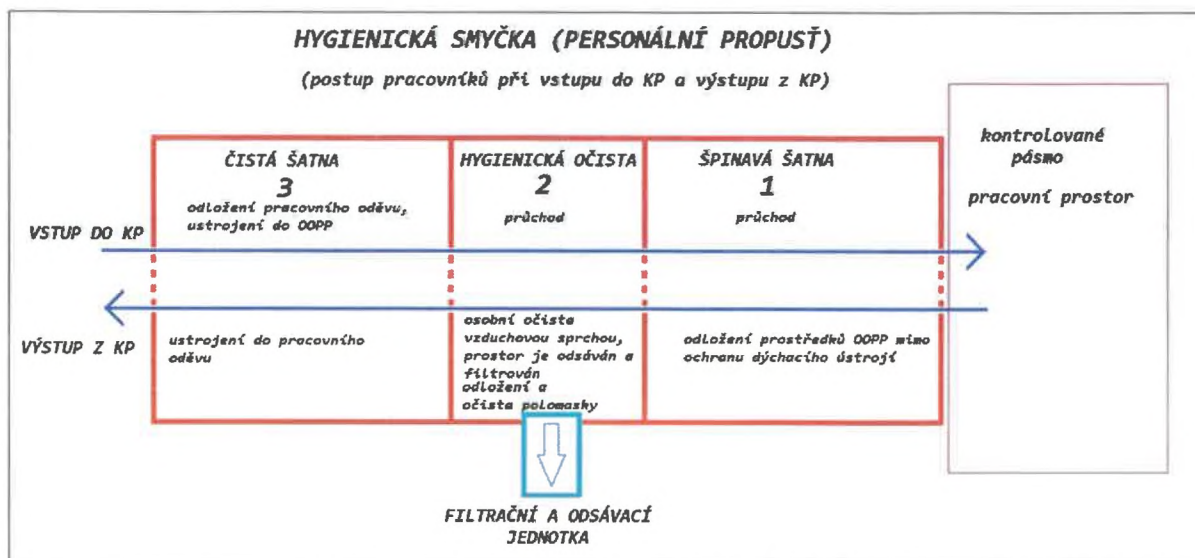 HYGIENICKÁ SMYČKA (PERSONÁLNÍ PROPUSŤ)
(postup pracovníků při vstupu do KP a výstupu z KP)
kontrolované
pásmo
pracovní prostor
ČISTÁ ŠATNA
3
odložení pracovního oděvu,
ustrojení do OOPP
HYGIENICKÁ OČISTA
2
průchod
ŠPINAVÁ ŠATNA
1
průchod
VSTUP DO KP
VÝSTUP Z KP
ustrojení do pracovního
oděvu
osobní očista
vzduchovou sprchou,
prostor je odsáván a
filtrován
odložení a
očista polomasky
odložení prostředků OOPP mimo
ochranu dýchacího ústrojí
FILTRAČNÍ A ODSÁVACÍ
JEDNOTKA